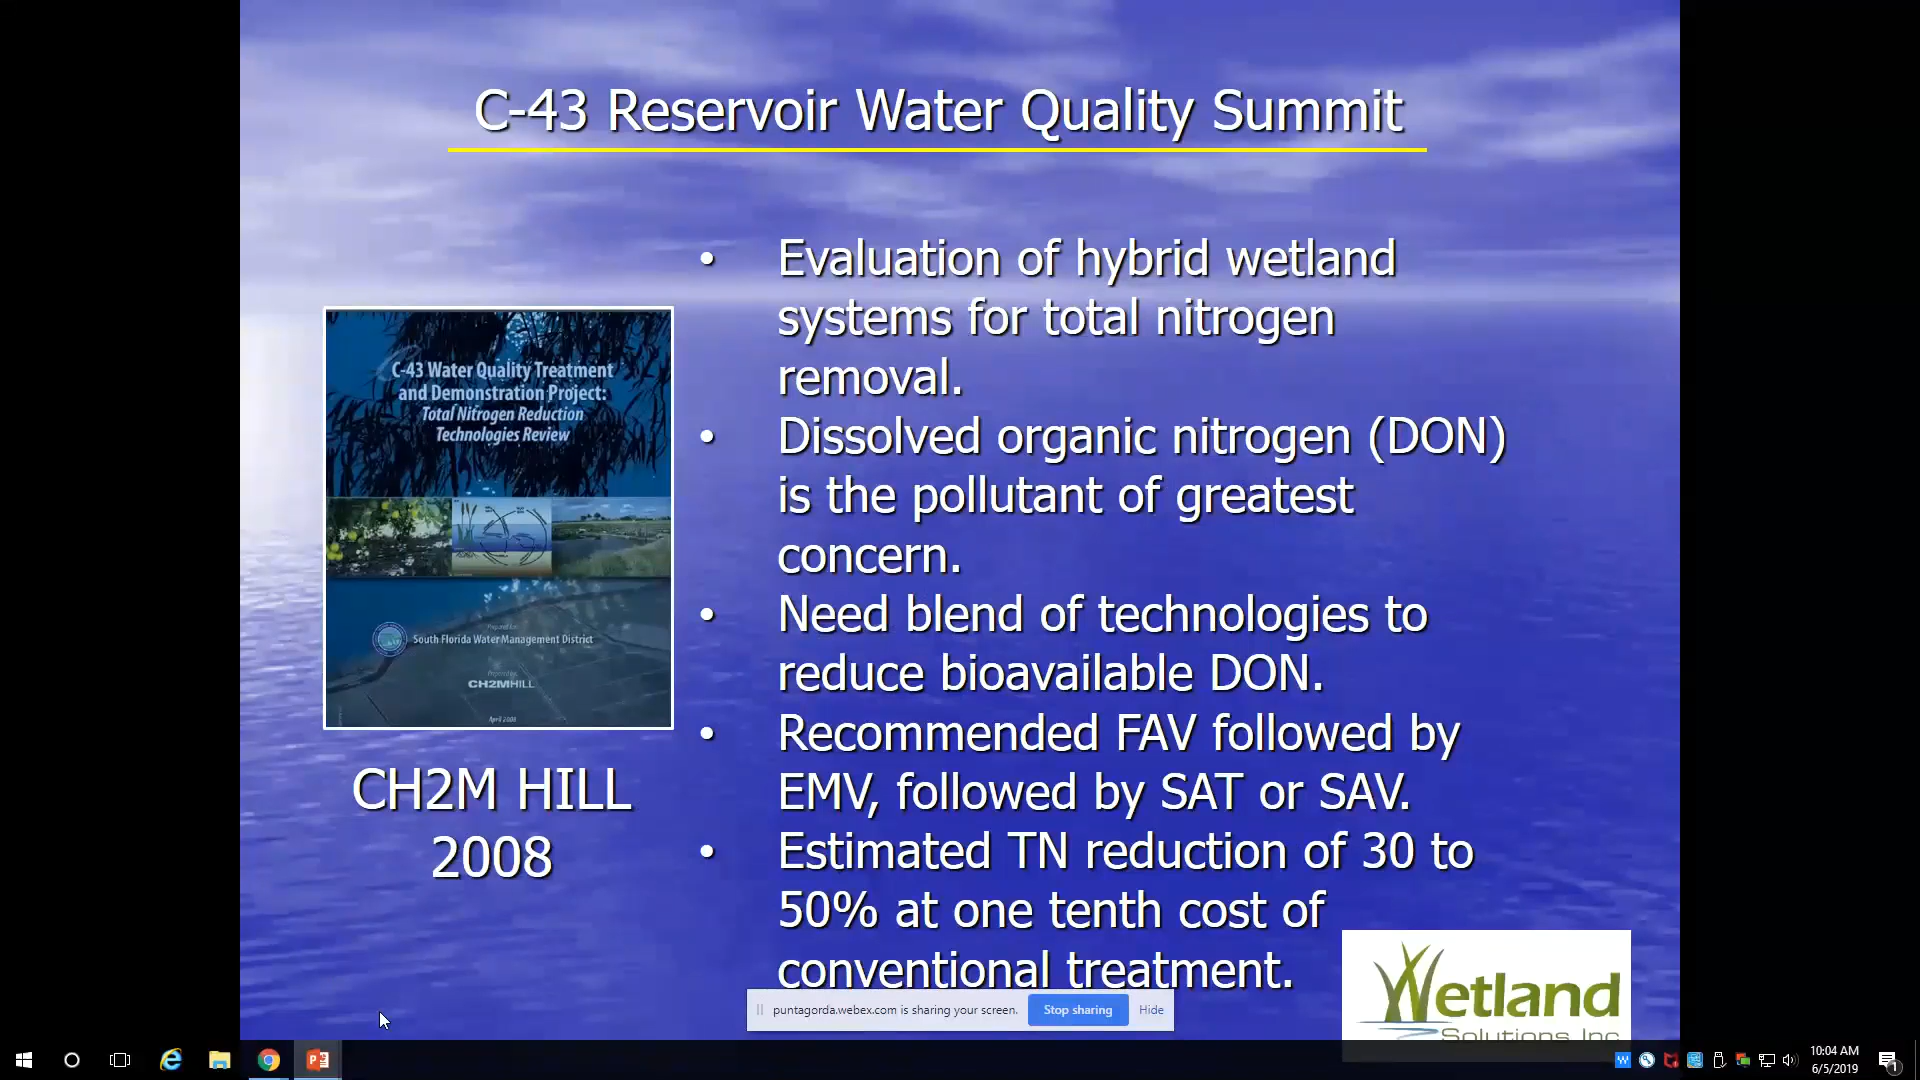 C-43 Reservoir Water Quality Summit
• Evaluation of hybrid wetland
systems for total nitrogen
removal.
• Dissolved organic nitrogen (DON)
is the pollutant of greatest
concern.
• Need blend of technologies to
reduce bioavailable DON.
• Recommended FAV followed by
EMV, followed by SAT or SAV.
• Estimated TN reduction of 30 to
50% at one tenth cost of
conventional treatment.
C-43 Water Quality Treatment
and Demonstration Project:
Total Nitrogen Reduction
Technologies Review
Prepared for
South Florida Water Management District
Prepared by
CH2MHILL
April 2008
CH2M HILL
2008
Wetland
Solutions Inc
puntagorda.webex.com is sharing your screen.
Stop sharing
Hide
10:04 AM
6/5/2019
1